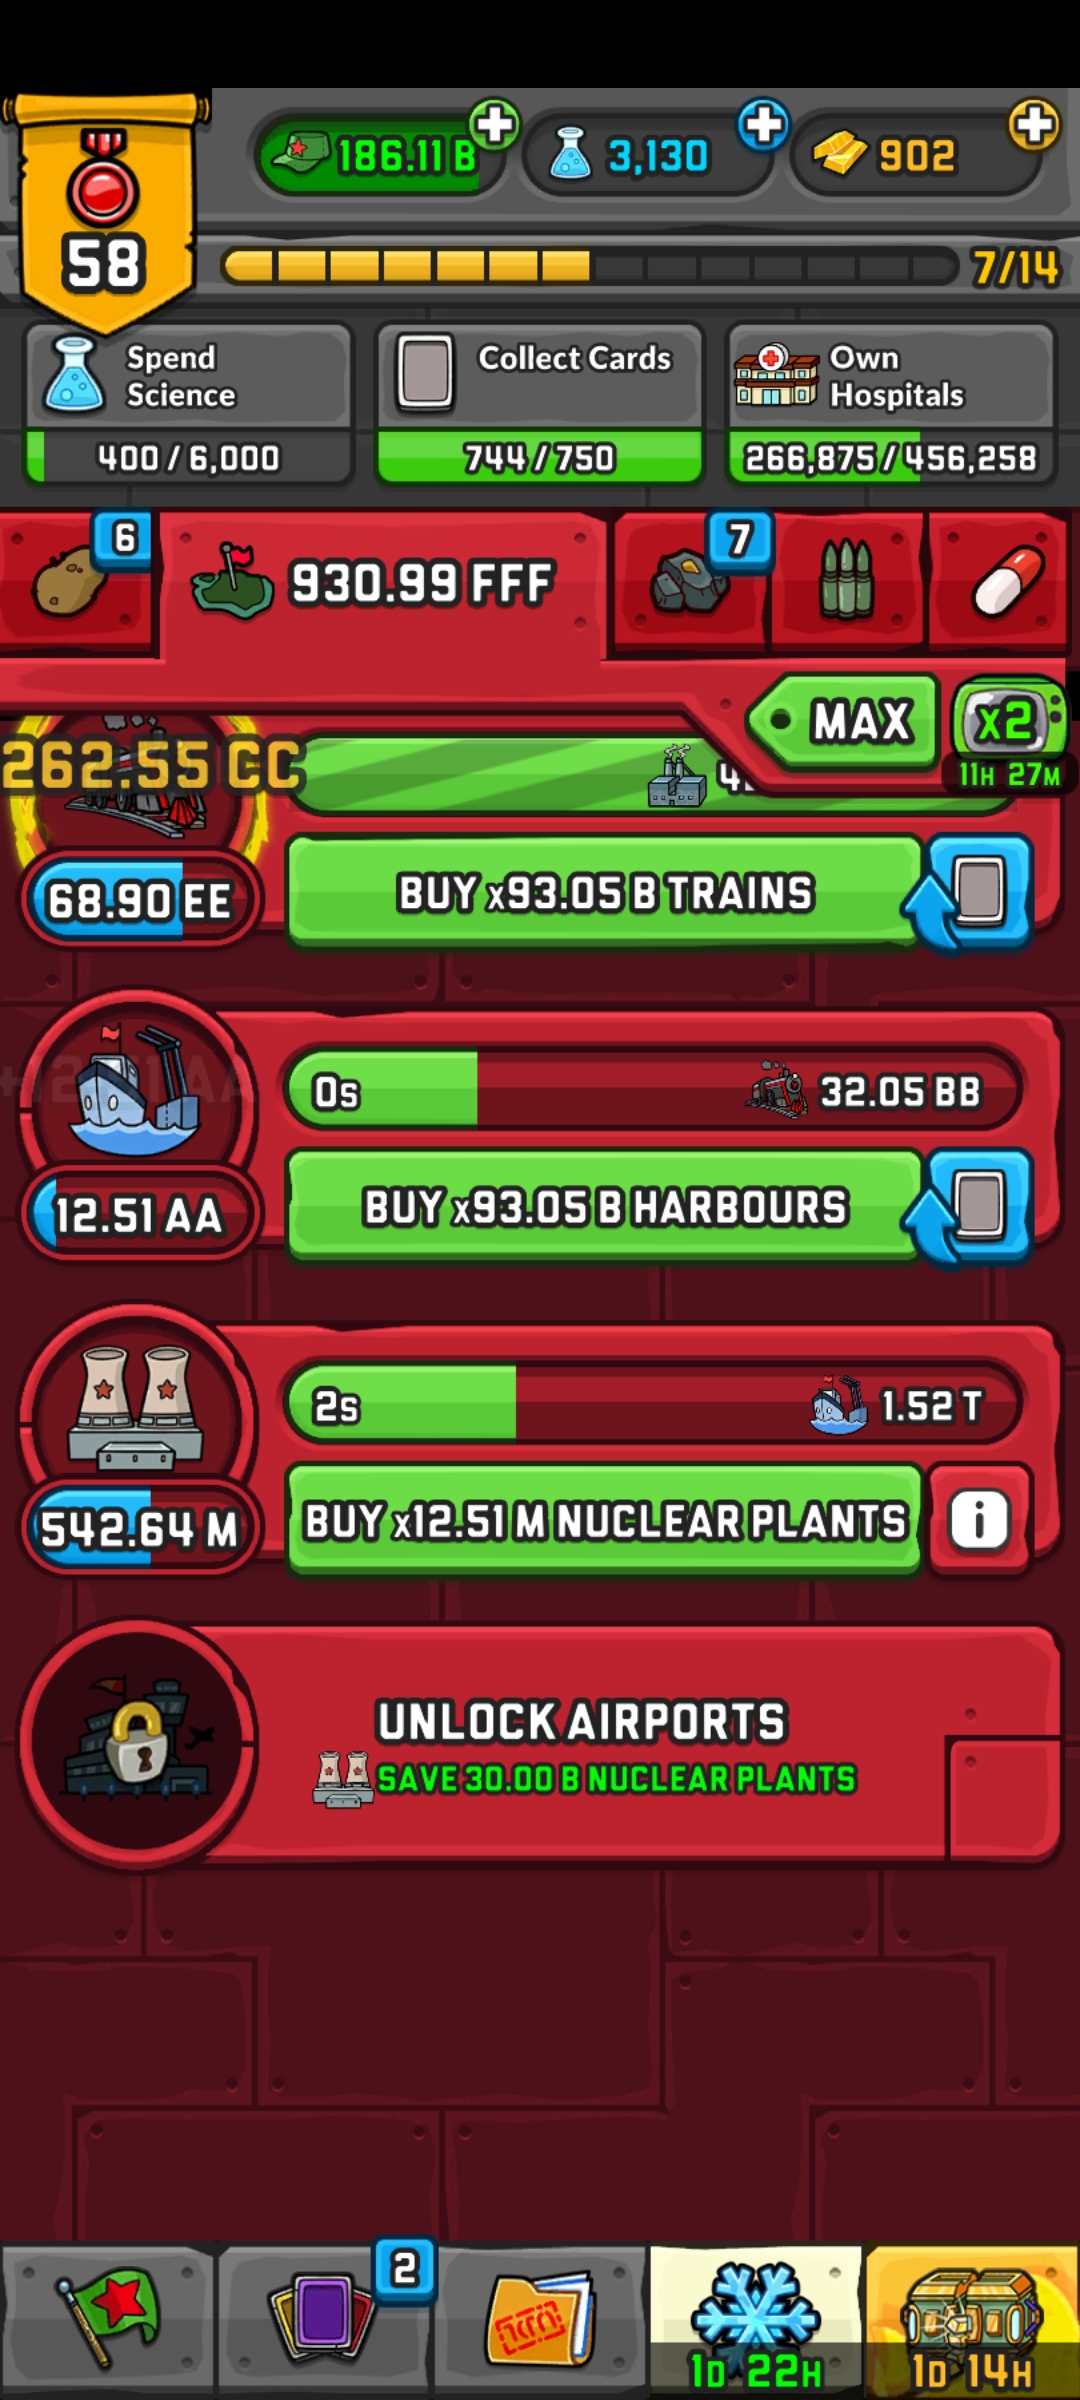 186.11 B
3,130
902
58
7/14
Spend
Science
Collect Cards
Own
Hospitals
400 / 6,000
744 / 750
266,875 / 456,258
6
930.99 FFF
7
MAX
x2
11H 27M
262.55 CC
68.90 EE
BUY x93.05 B TRAINS
0s
32.05 BB
12.51 AA
BUY x93.05 B HARBOURS
2s
1.52 T
542.64 M
BUY x12.51 M NUCLEAR PLANTS
i
UNLOCK AIRPORTS
SAVE 30.00 B NUCLEAR PLANTS
2
1D 22H
1D 14H